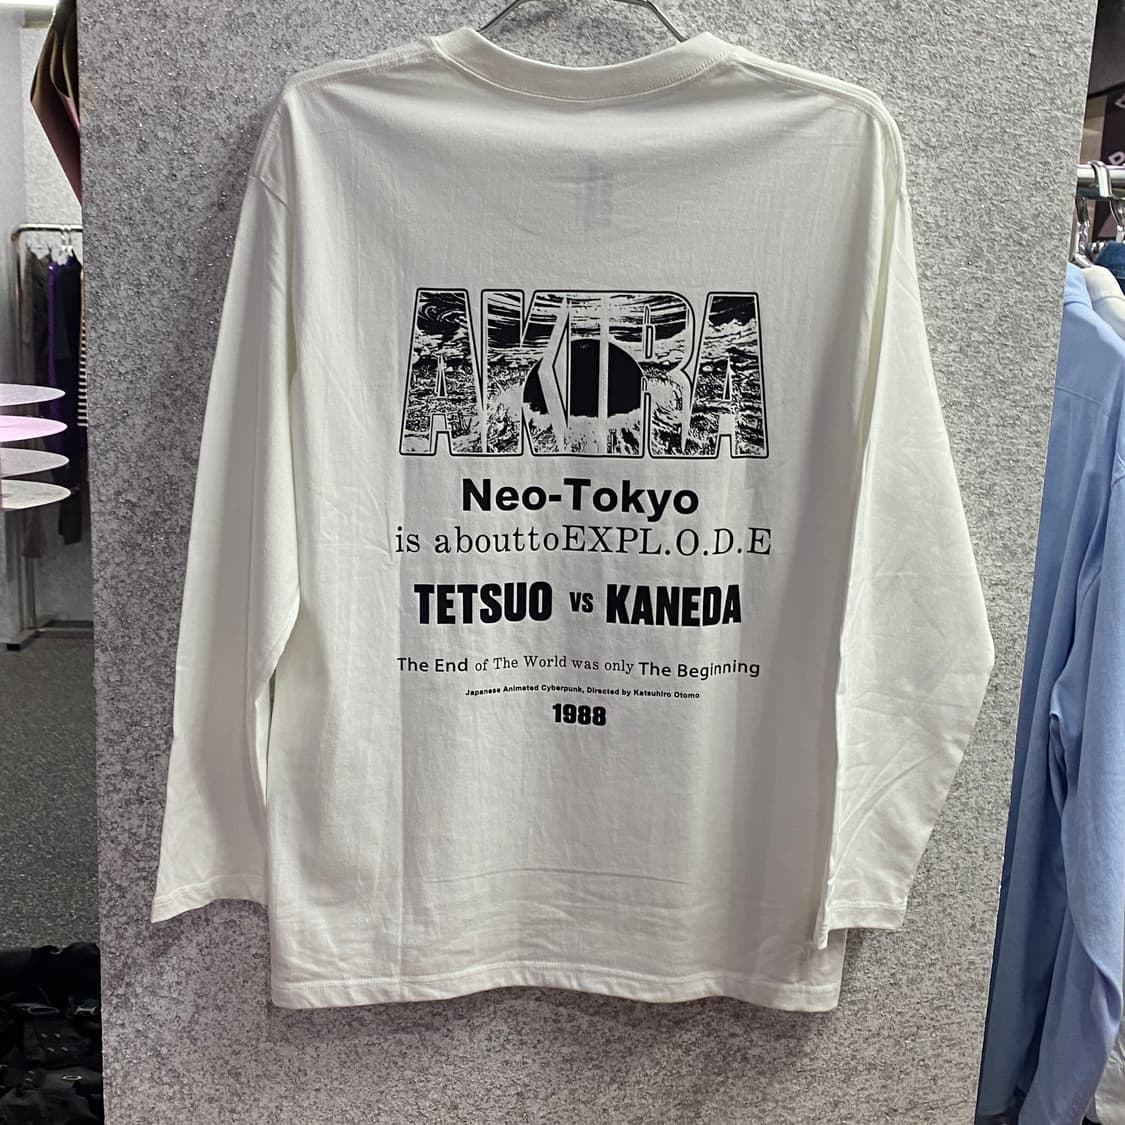 AKIRA
Neo-Tokyo
is abouttoEXPL.O.D.E
TETSUO vs KANEDA
The End of The World was only The Beginning
Japanese Animated Cyberpunk, Directed by Katsuhiro Otomo
1988